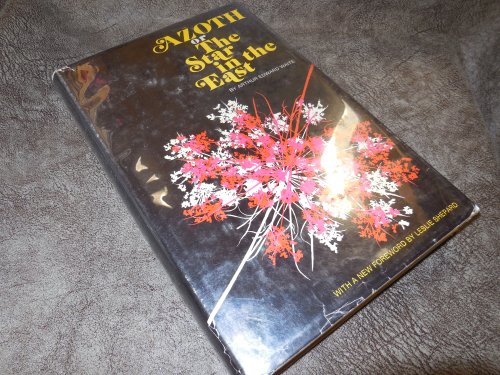 AZOTH
or
The
Star
in the
East
BY ARTHUR EDWARD WAITE
WITH A NEW FOREWORD BY LESLIE SHEPARD